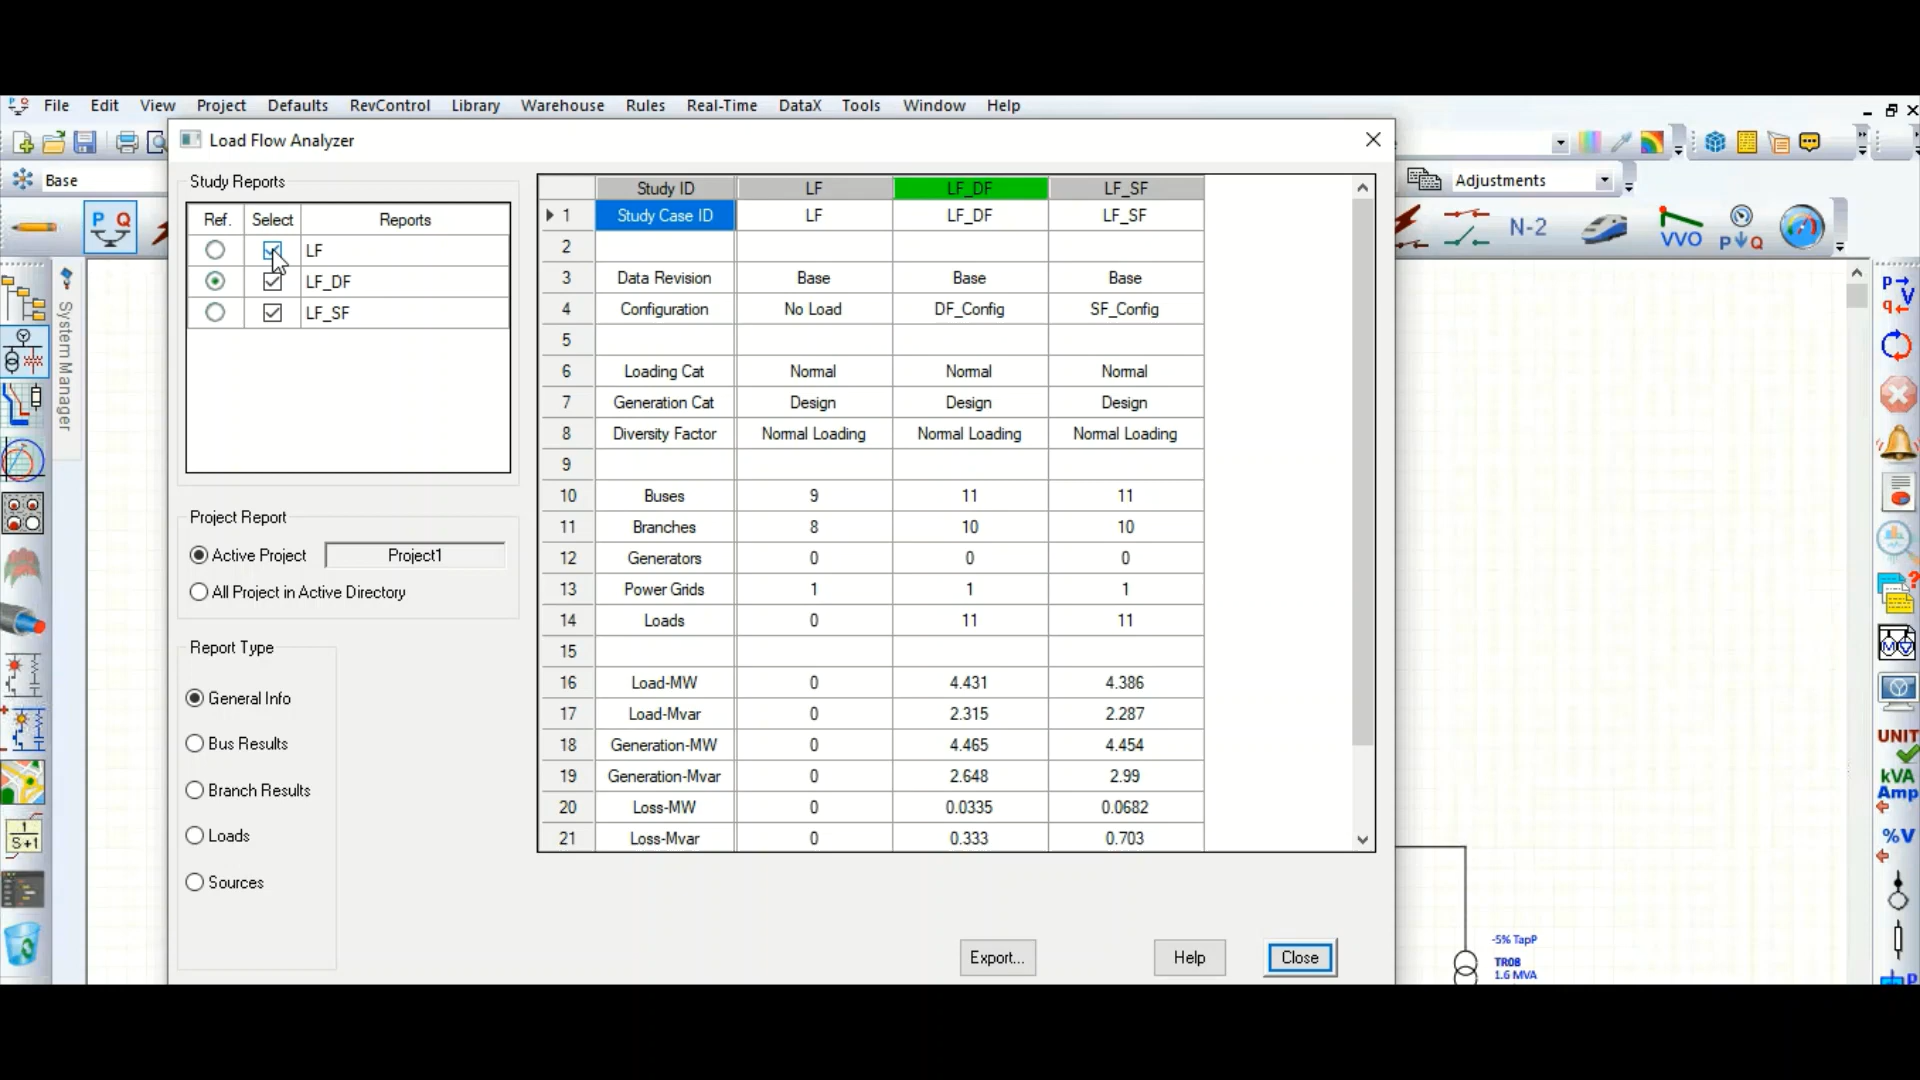 File Edit View Project Defaults RevControl Library Warehouse Rules Real-Time DataX Tools Window Help
Load Flow Analyzer
Base
Adjustments
P Q
N-2
VVO
P Q
System Manager
Study Reports
Ref. Select Reports
LF
LF_DF
LF_SF
Project Report
Active Project Project1
All Project in Active Directory
Report Type
General Info
Bus Results
Branch Results
Loads
Sources
Study ID LF LF_DF LF_SF
1 Study Case ID LF LF_DF LF_SF
2
3 Data Revision Base Base Base
4 Configuration No Load DF_Config SF_Config
5
6 Loading Cat Normal Normal Normal
7 Generation Cat Design Design Design
8 Diversity Factor Normal Loading Normal Loading Normal Loading
9
10 Buses 9 11 11
11 Branches 8 10 10
12 Generators 0 0 0
13 Power Grids 1 1 1
14 Loads 0 11 11
15
16 Load-MW 0 4.431 4.386
17 Load-Mvar 0 2.315 2.287
18 Generation-MW 0 4.465 4.454
19 Generation-Mvar 0 2.648 2.99
20 Loss-MW 0 0.0335 0.0682
21 Loss-Mvar 0 0.333 0.703
Export... Help Close
-5% TapP
TR08
1.6 MVA
1
S+1
P V
q
UNIT
kVA
Amp
%V
P